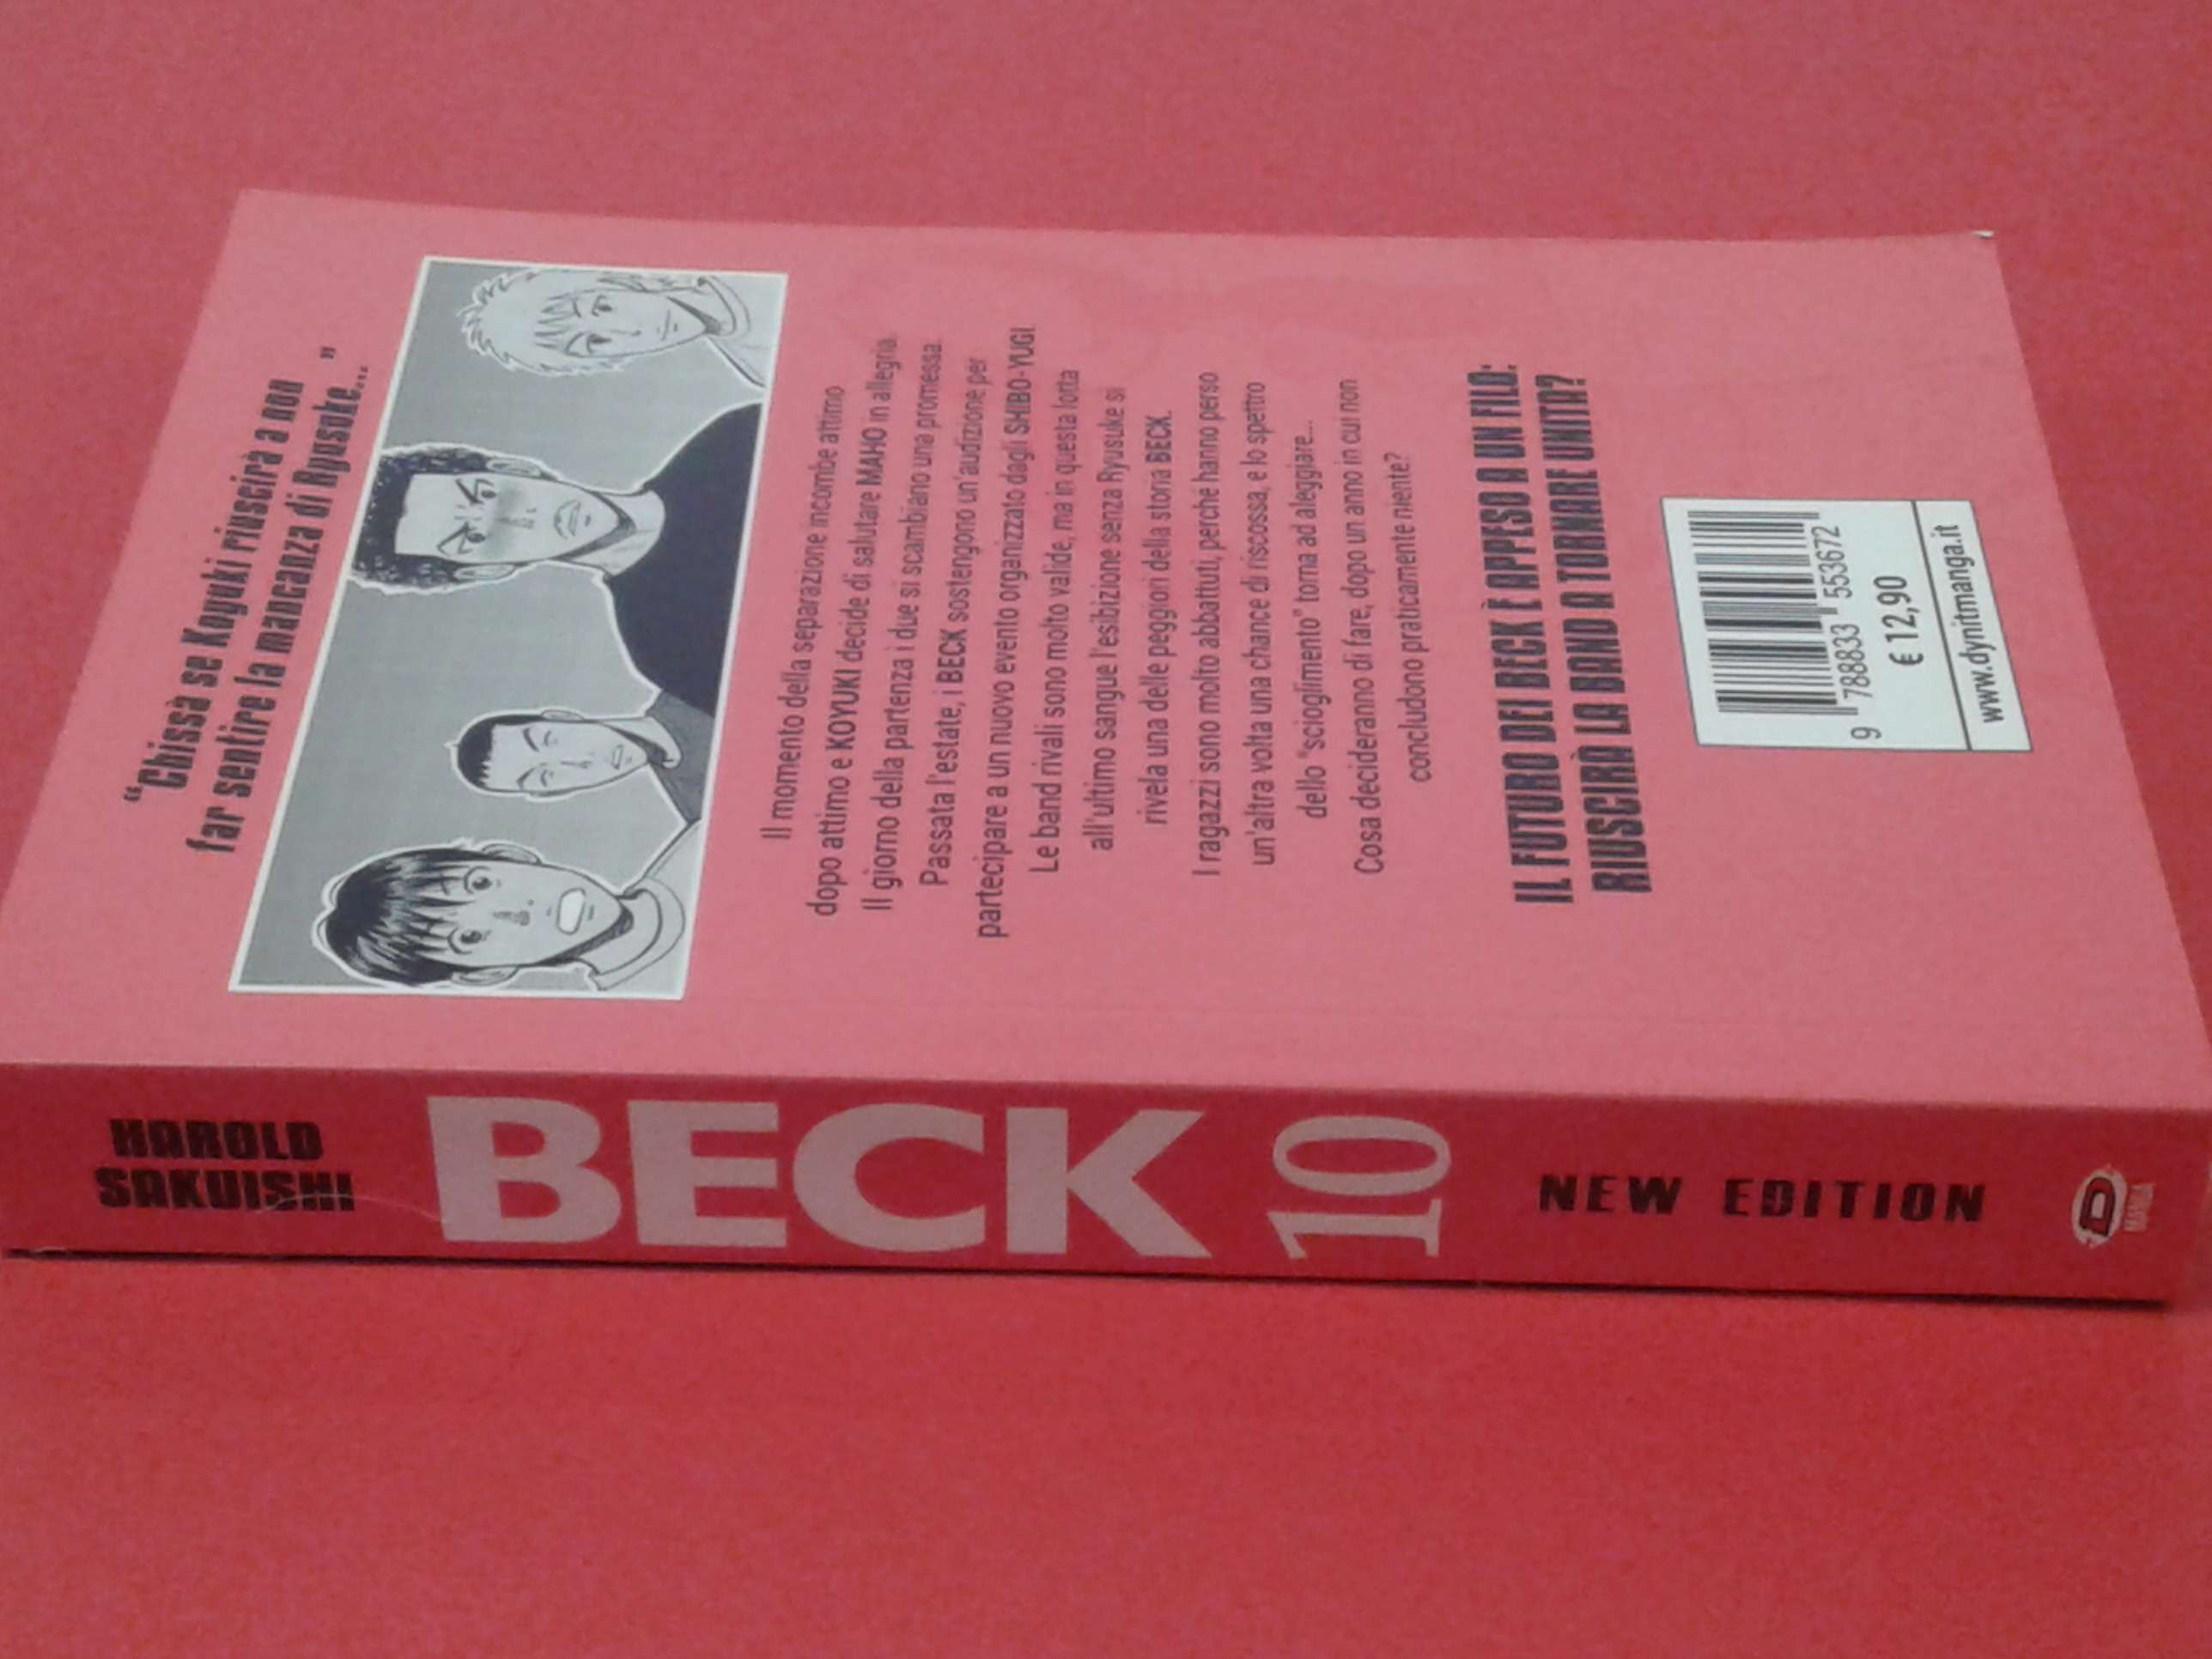 “Chissà se Koyuki riuscirà a non
far sentire la mancanza di Ryusuke...”
Il momento della separazione incombe attimo
dopo attimo e KOYUKI decide di salutare MAHO in allegria.
Il giorno della partenza i due si scambiano una promessa.
Passata l'estate, i BECK sostengono un'audizione per
partecipare a un nuovo evento organizzato dagli SHIBO-YUGI.
Le band rivali sono molto valide, ma in questa lotta
all'ultimo sangue l'esibizione senza Ryusuke si
rivela una delle peggiori della storia BECK.
I ragazzi sono molto abbattuti, perché hanno perso
un'altra volta una chance di riscossa, e lo spettro
dello "scioglimento" torna ad aleggiare...
Cosa decideranno di fare, dopo un anno in cui non
concludono praticamente niente?
IL FUTURO DEI BECK È APPESO A UN FILO:
RIUSCIRÀ LA BAND A TORNARE UNITA?
9 788833 553672
€ 12,90
www.dynitmanga.it
HAROLD
SAKUISHI
BECK 10
NEW EDITION
D
MANGA